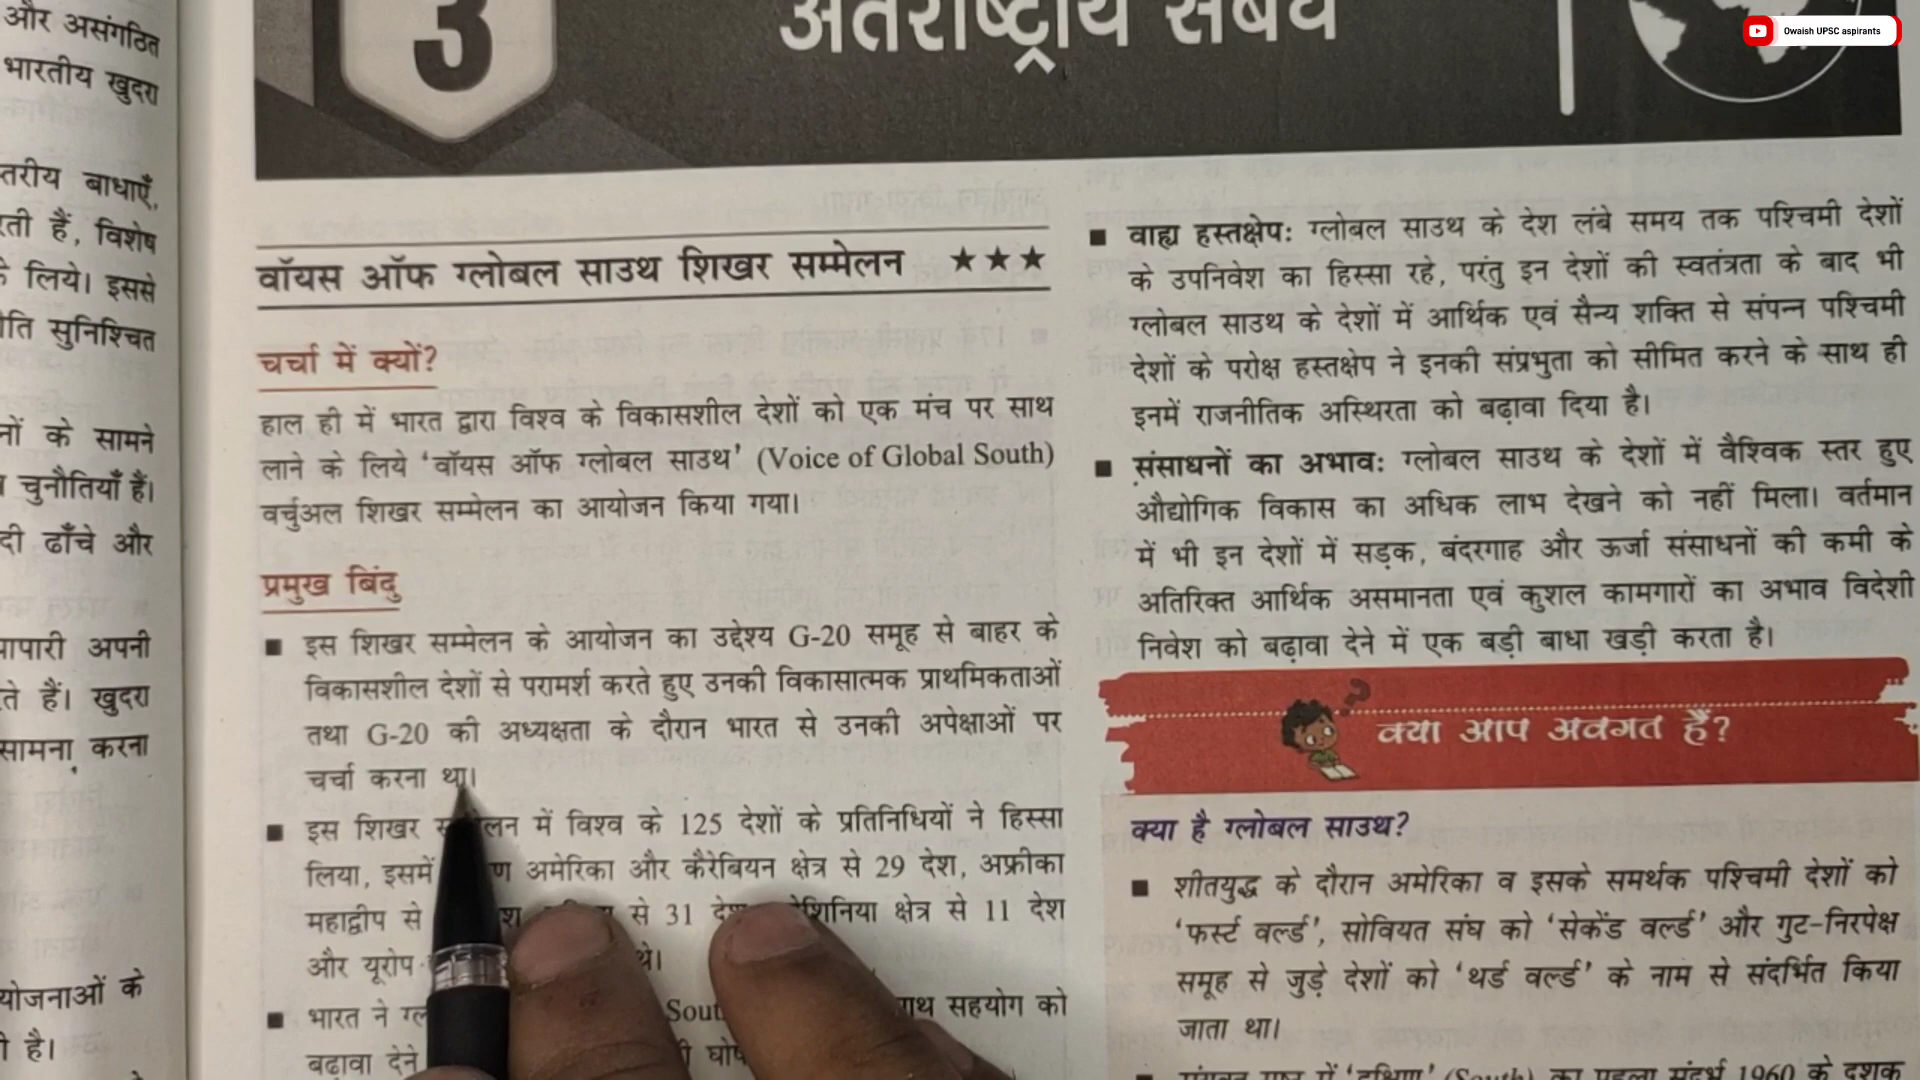 Owaish UPSC aspirants
3
अंतर्राष्ट्रीय संबंध
और असंगठित
भारतीय खुदरा
तरीय बाधाएँ,
रती हैं, विशेष
लिये। इससे
सुनिश्चित
के सामने
चुनौतियाँ हैं।
ढाँचे और
अपनी
हैं। खुदरा
सामना करना
के
है।
वॉयस ऑफ ग्लोबल साउथ शिखर सम्मेलन ★★★
चर्चा में क्यों?
हाल ही में भारत द्वारा विश्व के विकासशील देशों को एक मंच पर साथ
लाने के लिये ‘वॉयस ऑफ ग्लोबल साउथ’ (Voice of Global South)
वर्चुअल शिखर सम्मेलन का आयोजन किया गया।
प्रमुख बिंदु
■ इस शिखर सम्मेलन के आयोजन का उद्देश्य G-20 समूह से बाहर के
विकासशील देशों से परामर्श करते हुए उनकी विकासात्मक प्राथमिकताओं
तथा G-20 की अध्यक्षता के दौरान भारत से उनकी अपेक्षाओं पर
चर्चा करना था।
■ इस शिखर में विश्व के 125 देशों के प्रतिनिधियों ने हिस्सा
लिया, इसमें अमेरिका और कैरेबियन क्षेत्र से 29 देश, अफ्रीका
महाद्वीप से से 31 क्षेत्र से 11 देश
और यूरोप थे।
■ भारत ने सहयोग को
बढ़ावा देने
■ वाह्य हस्तक्षेप: ग्लोबल साउथ के देश लंबे समय तक पश्चिमी देशों
के उपनिवेश का हिस्सा रहे, परंतु इन देशों की स्वतंत्रता के बाद भी
ग्लोबल साउथ के देशों में आर्थिक एवं सैन्य शक्ति से संपन्न पश्चिमी
देशों के परोक्ष हस्तक्षेप ने इनकी संप्रभुता को सीमित करने के साथ ही
इनमें राजनीतिक अस्थिरता को बढ़ावा दिया है।
■ संसाधनों का अभाव: ग्लोबल साउथ के देशों में वैश्विक स्तर हुए
औद्योगिक विकास का अधिक लाभ देखने को नहीं मिला। वर्तमान
में भी इन देशों में सड़क, बंदरगाह और ऊर्जा संसाधनों की कमी के
अतिरिक्त आर्थिक असमानता एवं कुशल कामगारों का अभाव विदेशी
निवेश को बढ़ावा देने में एक बड़ी बाधा खड़ी करता है।
क्या आप अवगत हैं?
क्या है ग्लोबल साउथ?
■ शीतयुद्ध के दौरान अमेरिका व इसके समर्थक पश्चिमी देशों को
‘फर्स्ट वर्ल्ड’, सोवियत संघ को ‘सेकेंड वर्ल्ड’ और गुट-निरपेक्ष
समूह से जुड़े देशों को ‘थर्ड वर्ल्ड’ के नाम से संदर्भित किया
जाता था।
■ में ‘दक्षिण’ (South) का पहला संदर्भ 1960 के दशक